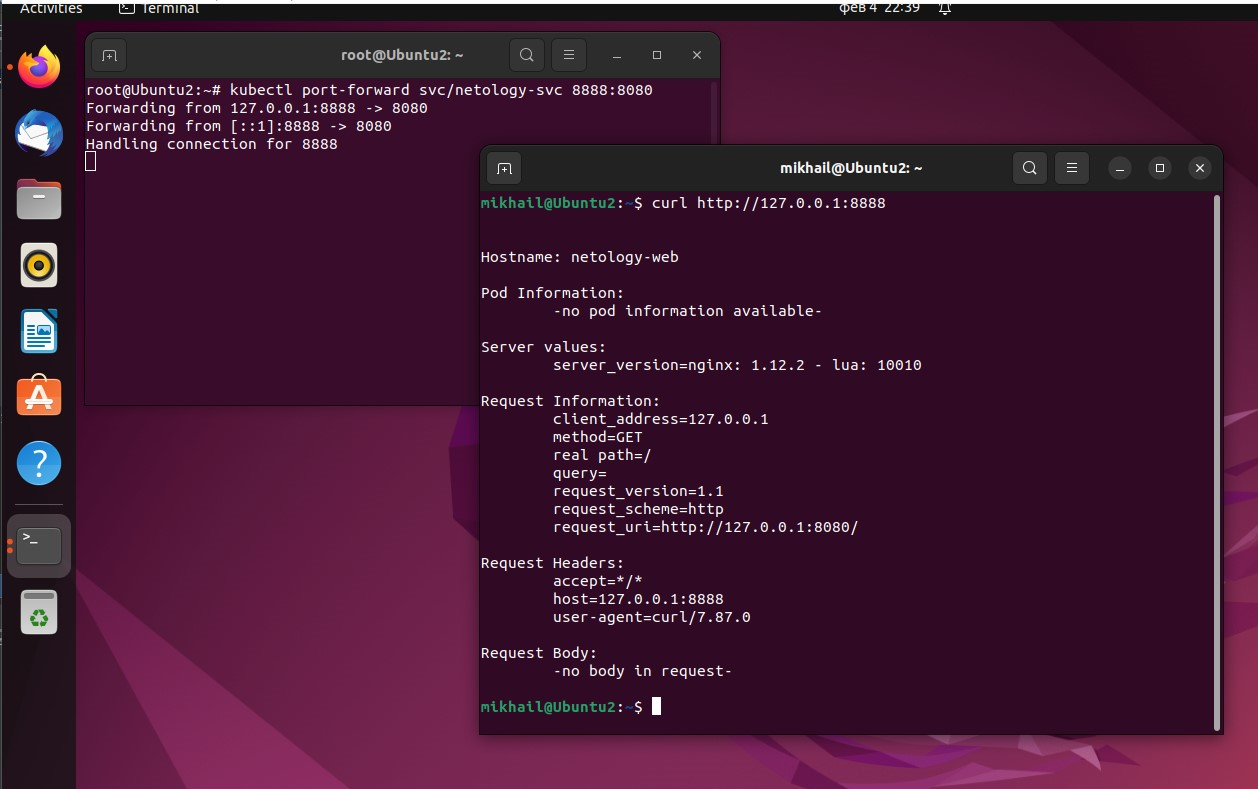 Activities
Terminal
фев 4 22:39
root@Ubuntu2: ~
root@Ubuntu2:~# kubectl port-forward svc/netology-svc 8888:8080
Forwarding from 127.0.0.1:8888 -> 8080
Forwarding from [::1]:8888 -> 8080
Handling connection for 8888
mikhail@Ubuntu2: ~
mikhail@Ubuntu2:~$ curl http://127.0.0.1:8888
Hostname: netology-web
Pod Information:
-no pod information available-
Server values:
server_version=nginx: 1.12.2 - lua: 10010
Request Information:
client_address=127.0.0.1
method=GET
real path=/
query=
request_version=1.1
request_scheme=http
request_uri=http://127.0.0.1:8080/
Request Headers:
accept=*/*
host=127.0.0.1:8888
user-agent=curl/7.87.0
Request Body:
-no body in request-
mikhail@Ubuntu2:~$